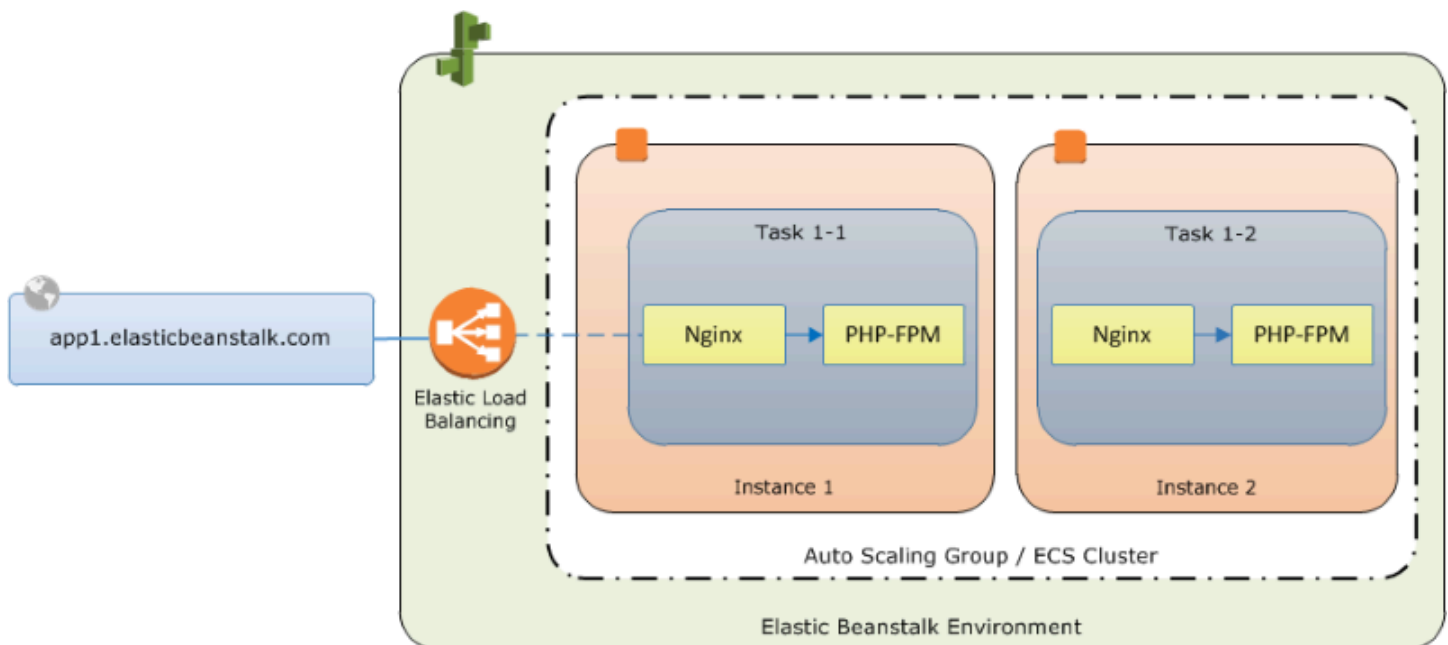 app1.elasticbeanstalk.com
Elastic Load
Balancing
Task 1-1
Nginx
PHP-FPM
Instance 1
Task 1-2
Nginx
PHP-FPM
Instance 2
Auto Scaling Group / ECS Cluster
Elastic Beanstalk Environment